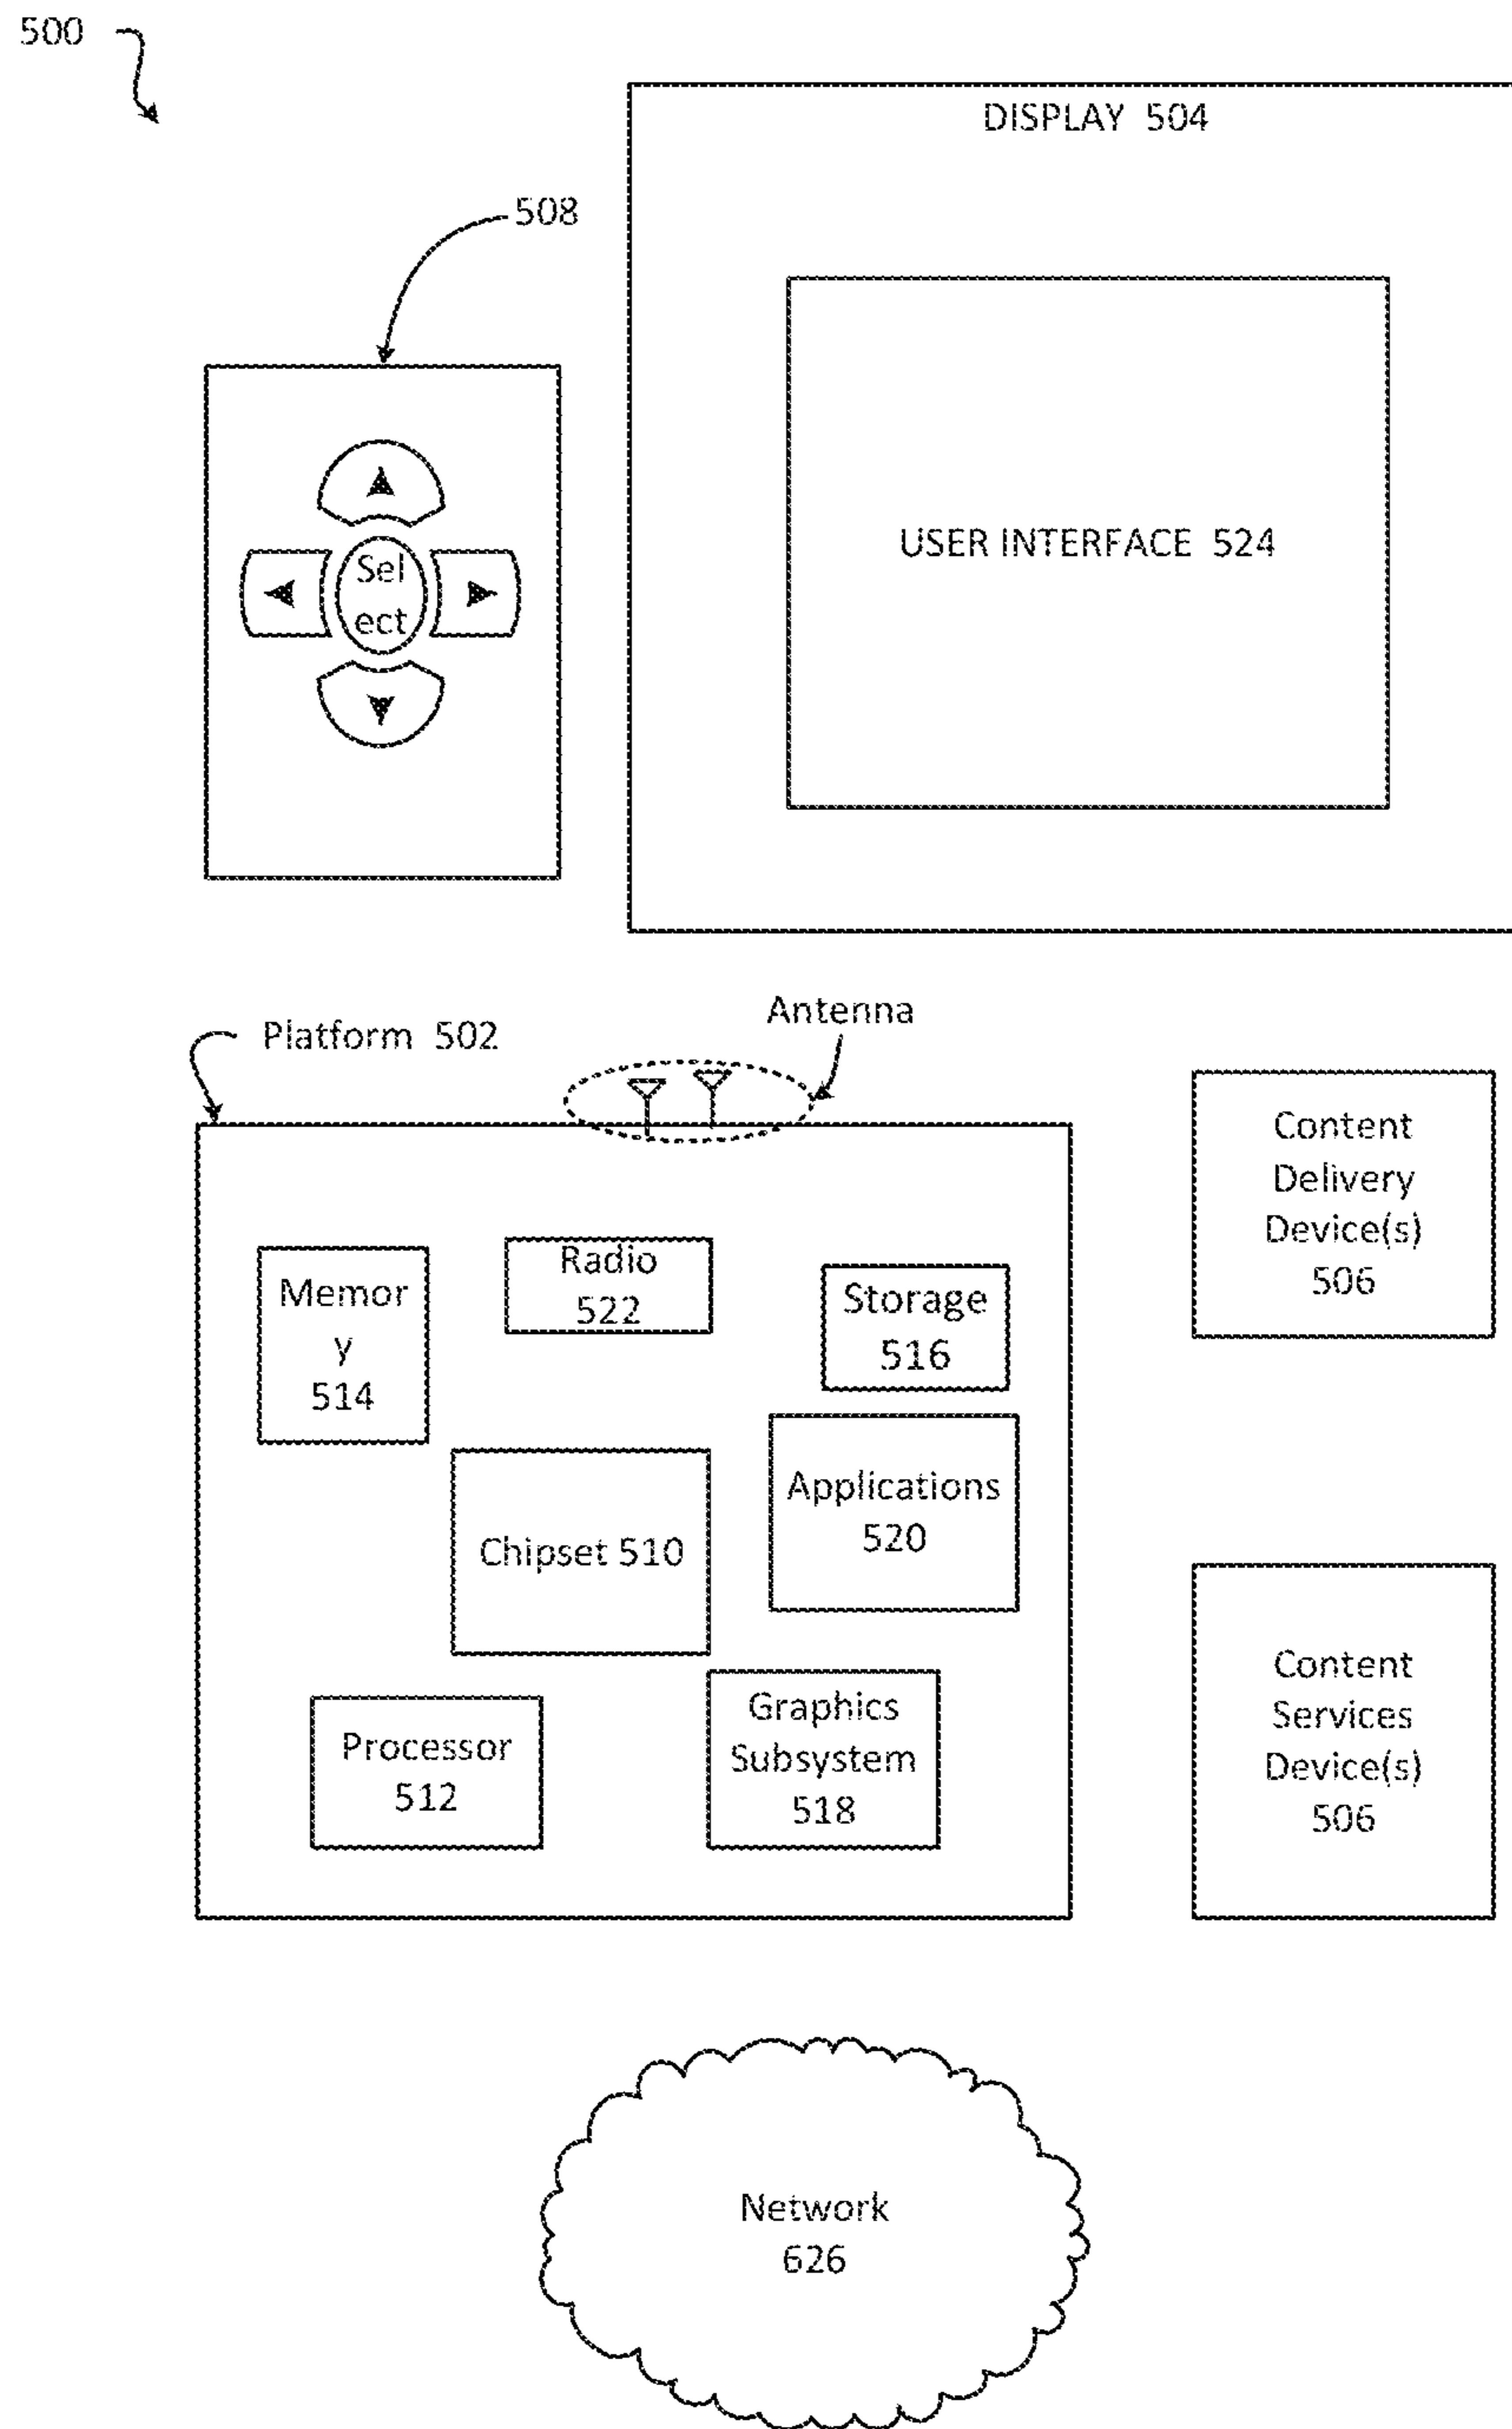 500
DISPLAY 504
508
USER INTERFACE 524
Sel
ect
Platform 502
Antenna
Content
Delivery
Device(s)
506
Memor
y
514
Radio
522
Storage
516
Chipset 510
Applications
520
Processor
512
Graphics
Subsystem
518
Content
Services
Device(s)
506
Network
626